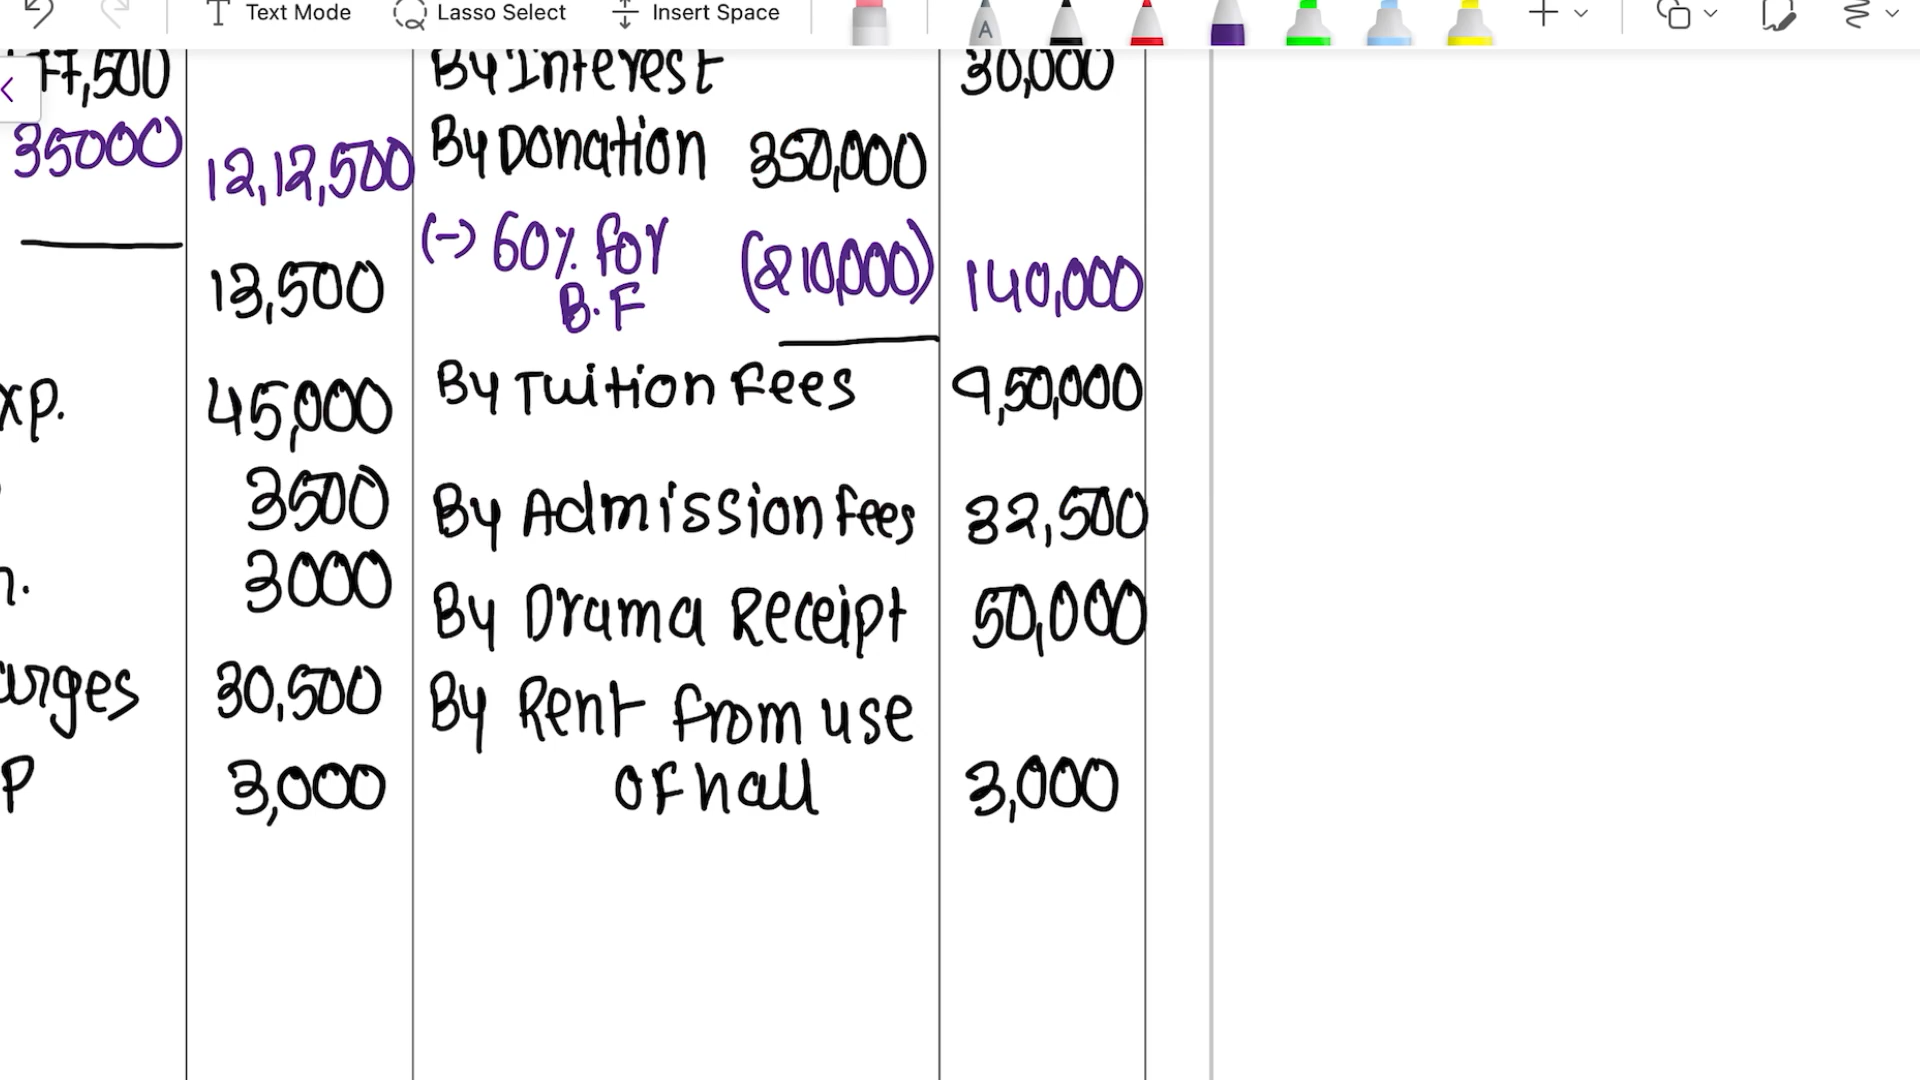 Text Mode Lasso Select Insert Space
A
77,500 By Interest 30,000
35000 12,12,500 By Donation 350,000
(-) 60% for (210,000) 140,000
B.F
13,500
xp. 45,000 By Tuition Fees 9,50,000
3500 By Admission fees 32,500
n. 3000 By Drama Receipt 50,000
arges 30,500 By Rent from use
P 3,000 of hall 3,000